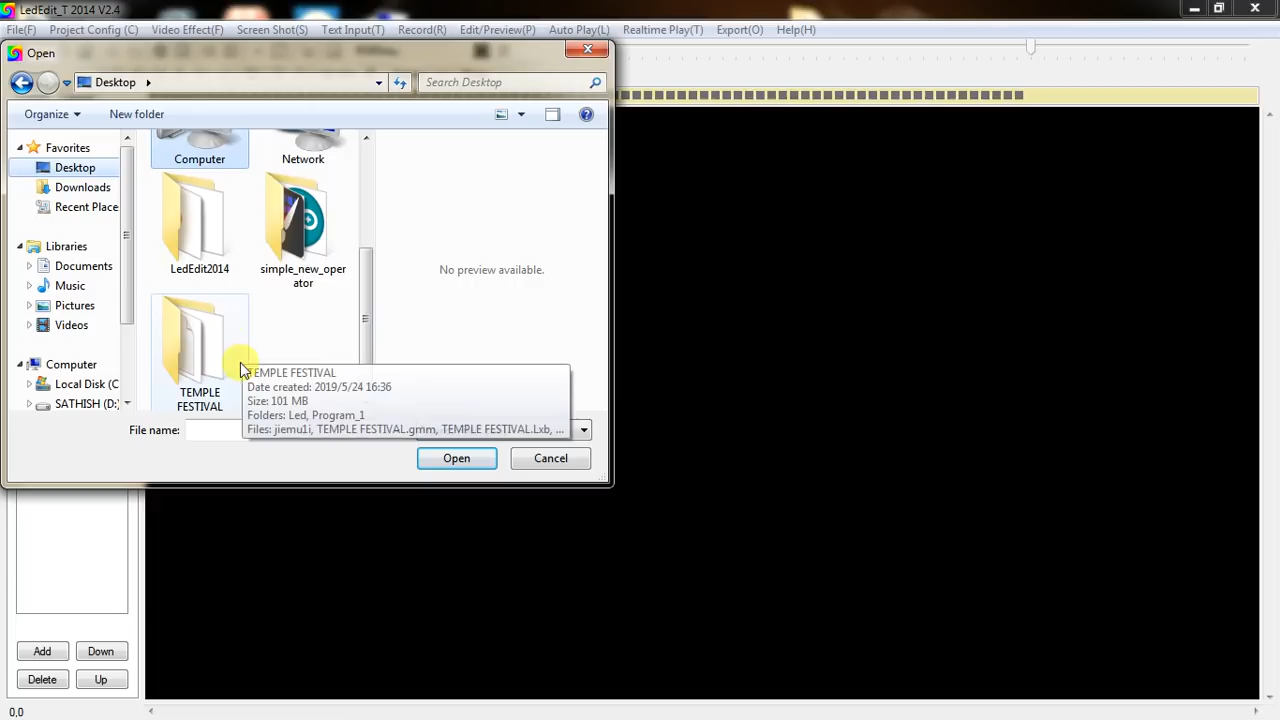 LedEdit_T 2014 V2.4
File(F) Project Config (C) Video Effect(F) Screen Shot(S) Text Input(T) Record(R) Edit/Preview(P) Auto Play(L) Realtime Play(T) Export(O) Help(H)
Open
Desktop
Search Desktop
Organize
New folder
Favorites
Desktop
Downloads
Recent Place
Libraries
Documents
Music
Pictures
Videos
Computer
Local Disk (C
SATHISH (D:)
Computer
Network
LedEdit2014
simple_new_oper
ator
TEMPLE
FESTIVAL
No preview available.
TEMPLE FESTIVAL
Date created: 2019/5/24 16:36
Size: 101 MB
Folders: Led, Program_1
Files: jiemu1i, TEMPLE FESTIVAL.gmm, TEMPLE FESTIVAL.Lxb, ...
File name:
Open
Cancel
Add
Down
Delete
Up
0,0